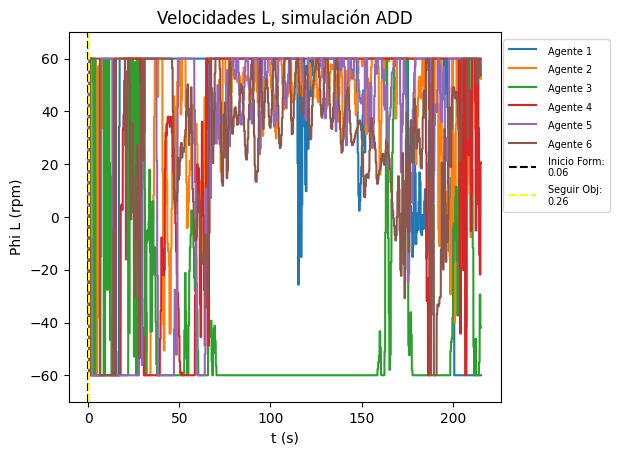 Velocidades L, simulación ADD
Phi L (rpm)
60
40
20
0
−20
−40
−60
0
50
100
150
200
t (s)
Agente 1
Agente 2
Agente 3
Agente 4
Agente 5
Agente 6
Inicio Form:
0.06
Seguir Obj:
0.26